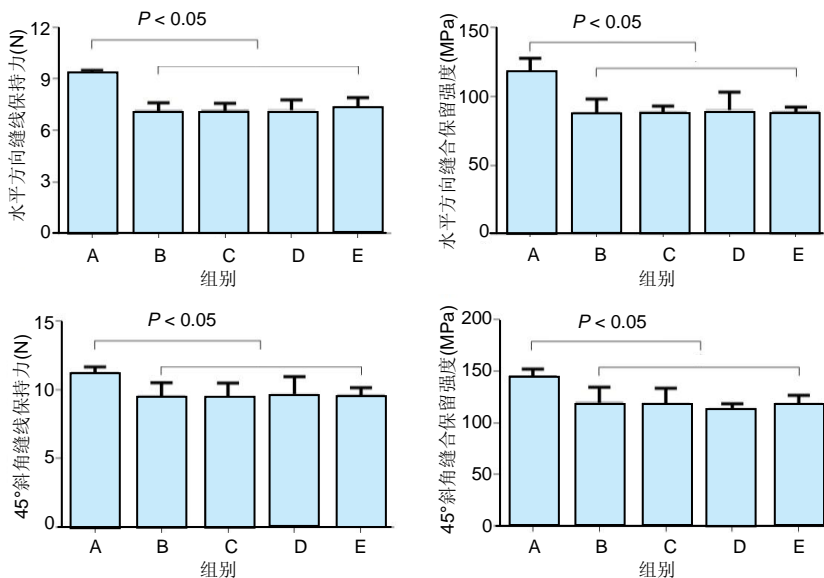 P < 0.05
水平方向缝线保持力(N)
12
9
6
3
0
A B C D E
组别
P < 0.05
水平方向缝合保留强度(MPa)
150
100
50
0
A B C D E
组别
P < 0.05
45°斜角缝线保持力(N)
15
10
5
0
A B C D E
组别
P < 0.05
45°斜角缝合保留强度(MPa)
200
150
100
50
0
A B C D E
组别